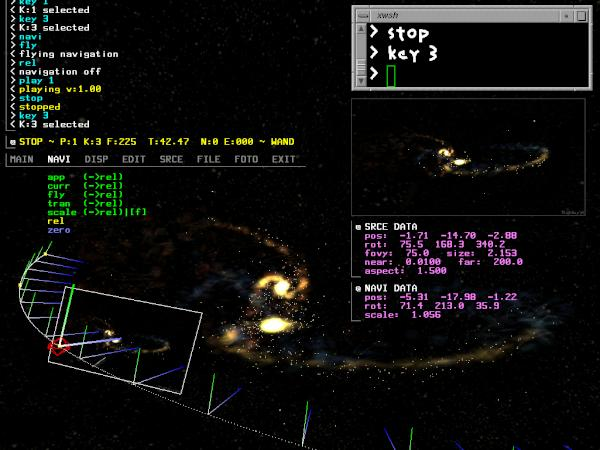 key 1
K:1 selected
key 3
K:3 selected
navi
fly
flying navigation
rel
navigation off
play 1
playing v:1.00
stop
stopped
key 3
K:3 selected
STOP ~ P:1 K:3 F:225 T:42.47 N:0 E:000 ~ WAND
MAIN NAVI DISP EDIT SRCE FILE FOTO EXIT
app (->rel)
curr (->rel)
fly (->rel)
tran (->rel)
scale (->rel)|[f]
rel
zero
xwsh
> stop
> key 3
>
SRCE DATA
pos: -1.71 -14.70 -2.88
rot: 75.5 168.3 340.2
fovy: 75.0 size: 2.153
near: 0.0100 far: 200.0
aspect: 1.500
NAVI DATA
pos: -5.31 -17.98 -1.22
rot: 71.4 213.0 35.9
scale: 1.056